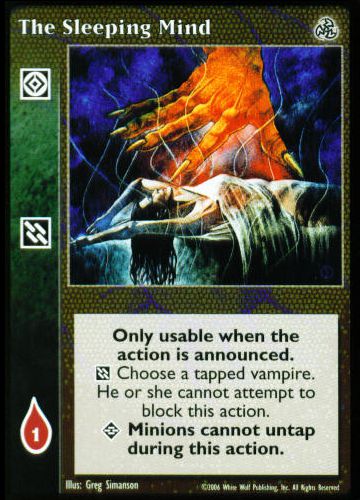 The Sleeping Mind
Only usable when the
action is announced.
Choose a tapped vampire.
He or she cannot attempt to
block this action.
Minions cannot untap
during this action.
1
Illus: Greg Simanson ©2006 White Wolf Publishing, Inc. All Rights Reserved